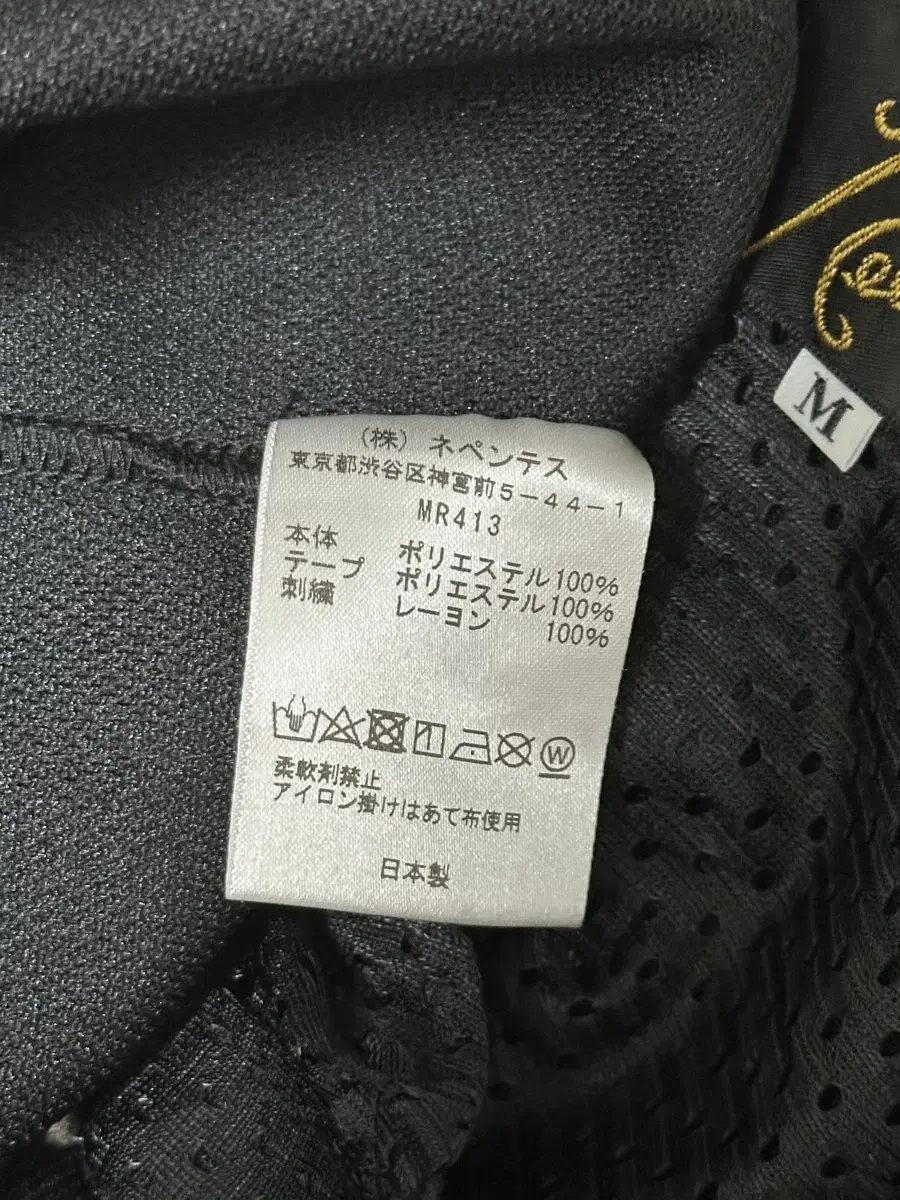 (株) ネペンテス
東京都渋谷区神宮前5-44-1
MR413
本体 ポリエステル100%
テープ ポリエステル100%
刺繍 レーヨン 100%
W
柔軟剤禁止
アイロン掛けはあて布使用
日本製
M